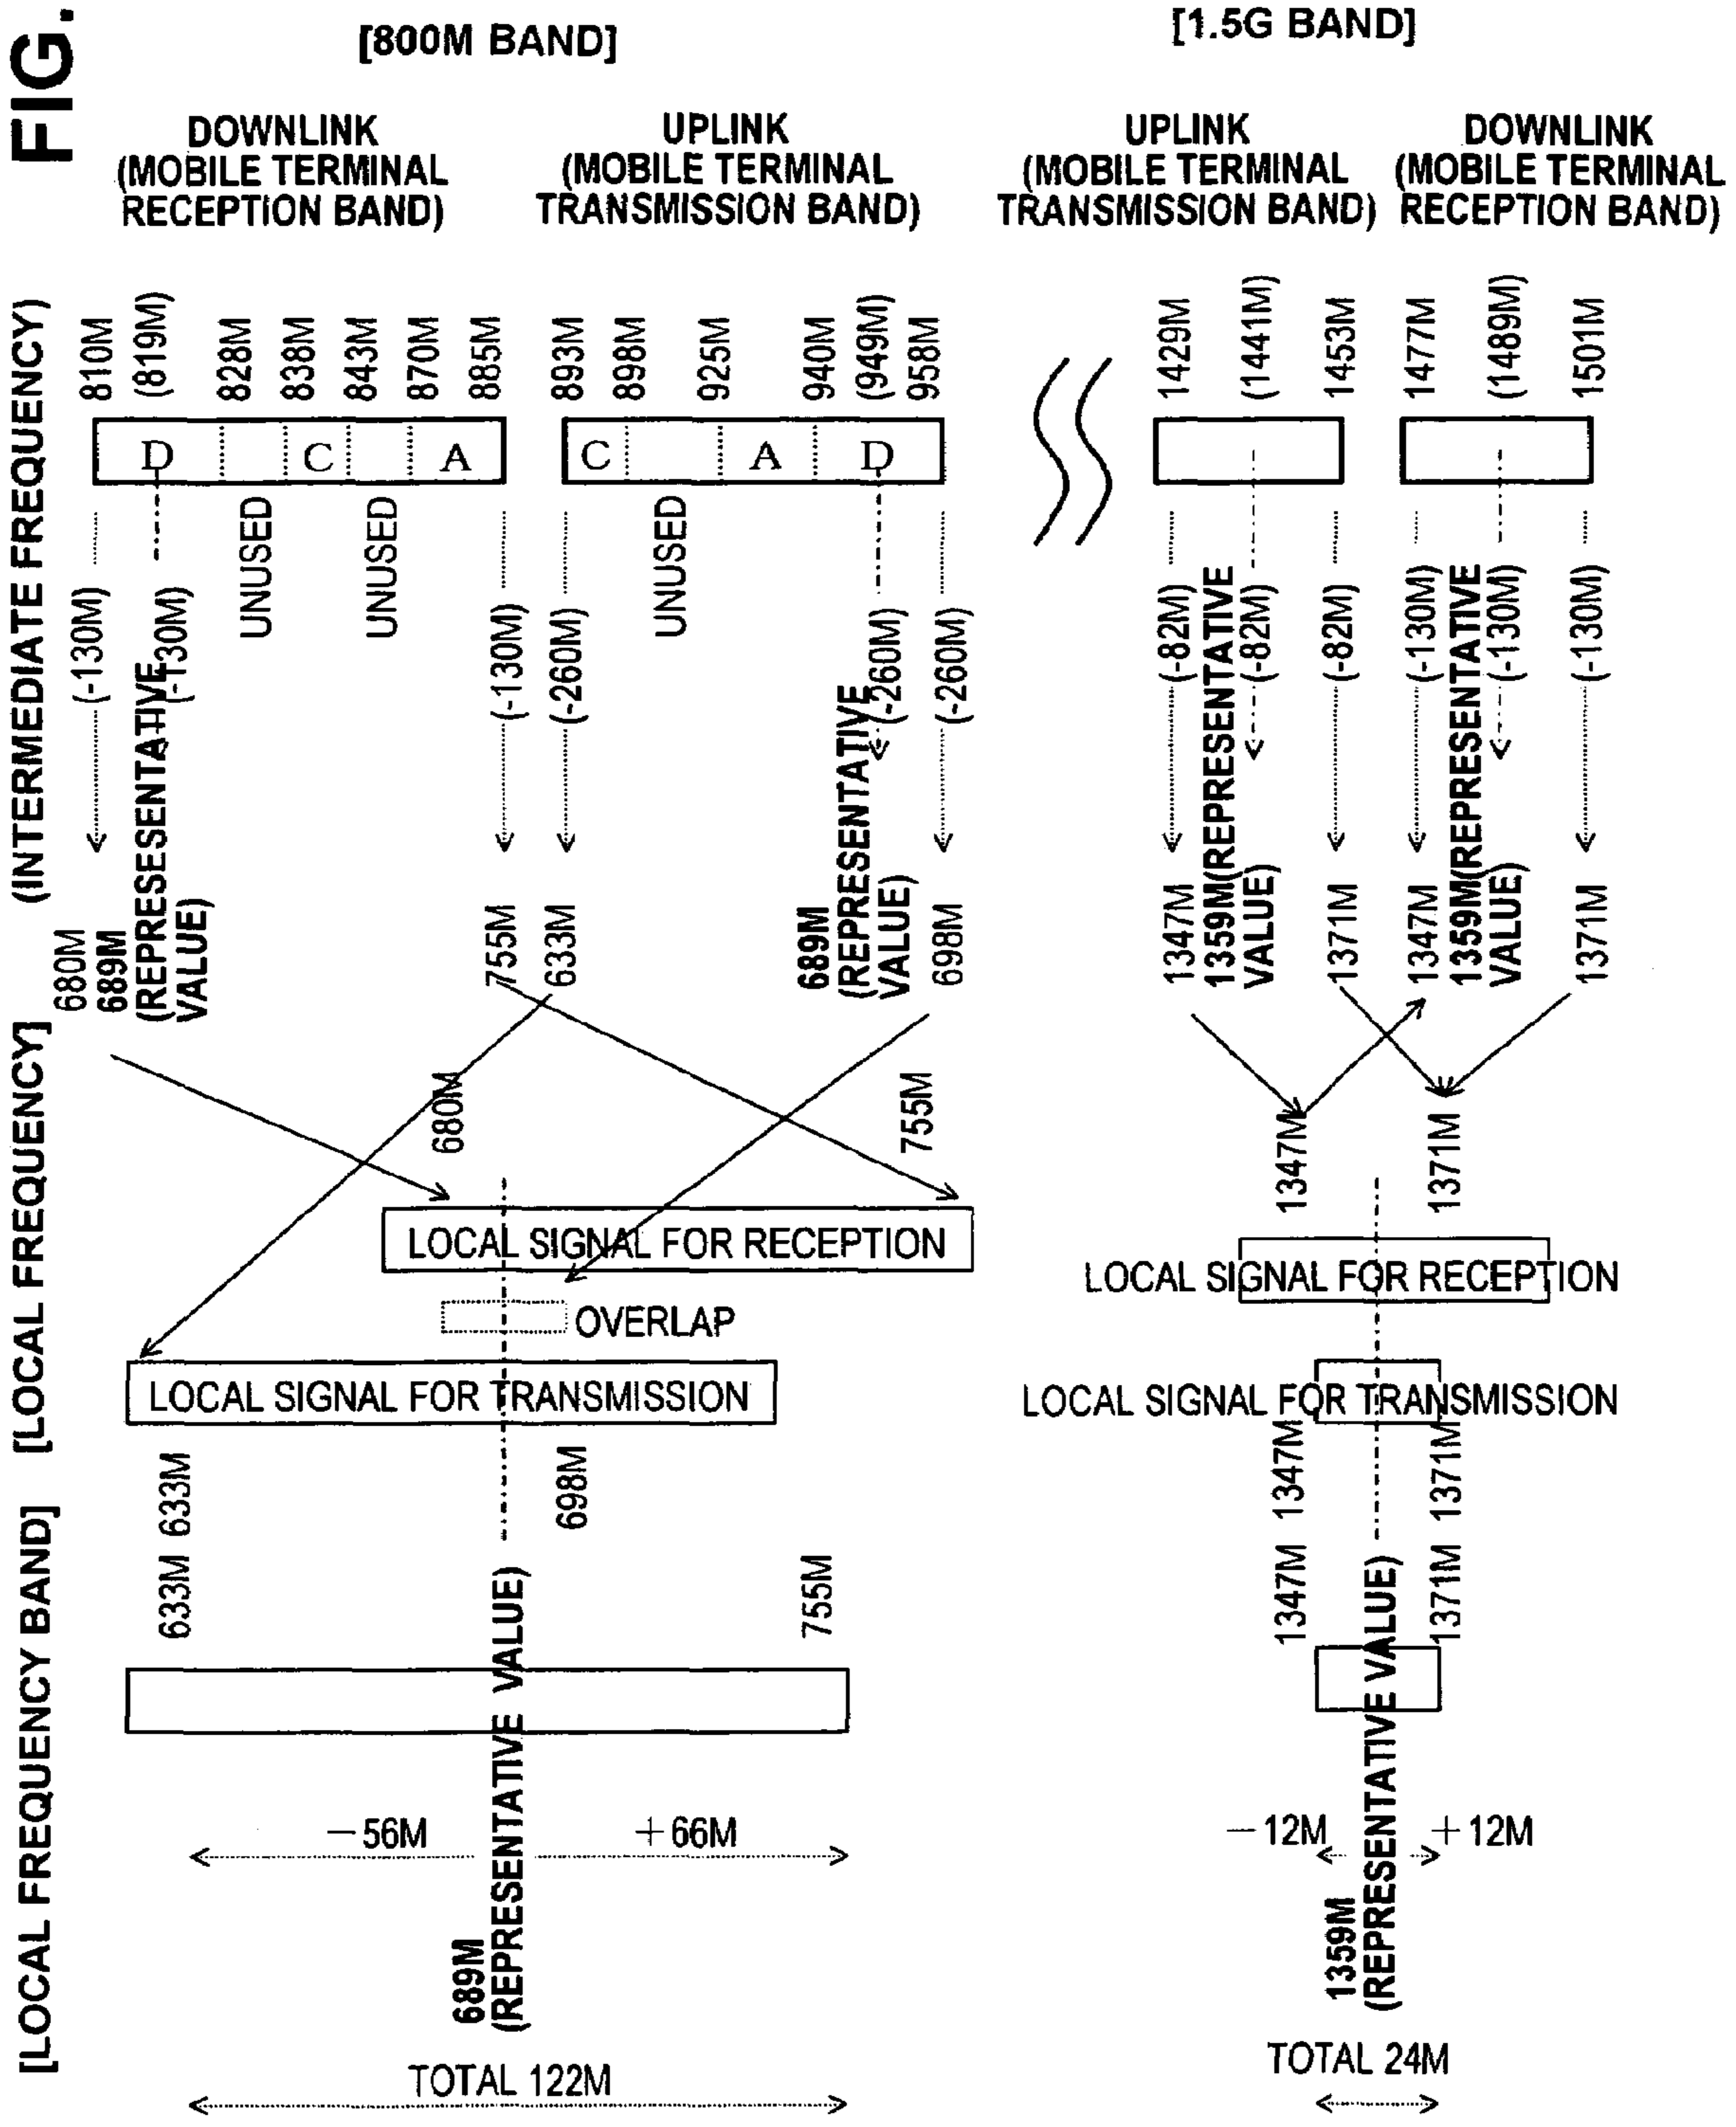 FIG.
[800M BAND]
[1.5G BAND]
DOWNLINK
(MOBILE TERMINAL
RECEPTION BAND)
UPLINK
(MOBILE TERMINAL
TRANSMISSION BAND)
UPLINK
(MOBILE TERMINAL
TRANSMISSION BAND)
DOWNLINK
(MOBILE TERMINAL
RECEPTION BAND)
(INTERMEDIATE FREQUENCY)
810M
(819M)
828M
838M
843M
870M
885M
893M
898M
925M
940M
(949M)
958M
1429M
(1441M)
1453M
1477M
(1489M)
1501M
D
C
A
C
A
D
UNUSED
UNUSED
UNUSED
(-130M)
(-130M)
(-130M)
(-260M)
(-260M)
(-260M)
(-82M)
(-82M)
(-82M)
(-130M)
(-130M)
(-130M)
680M
689M
(REPRESESENTATIVE
VALUE)
755M
633M
689M
(REPRESENTATIVE
VALUE)
698M
1347M
1359M(REPRESENTATIVE
VALUE)
1371M
1347M
1359M(REPRESENTATIVE
VALUE)
1371M
[LOCAL FREQUENCY]
680M
755M
1347M
1371M
LOCAL SIGNAL FOR RECEPTION
LOCAL SIGNAL FOR RECEPTION
OVERLAP
LOCAL SIGNAL FOR TRANSMISSION
LOCAL SIGNAL FOR TRANSMISSION
633M
698M
1347M
1371M
[LOCAL FREQUENCY BAND]
633M
755M
1347M
1371M
-56M
+66M
-12M
+12M
689M
(REPRESENTATIVE VALUE)
1359M
(REPRESENTATIVE VALUE)
TOTAL 122M
TOTAL 24M